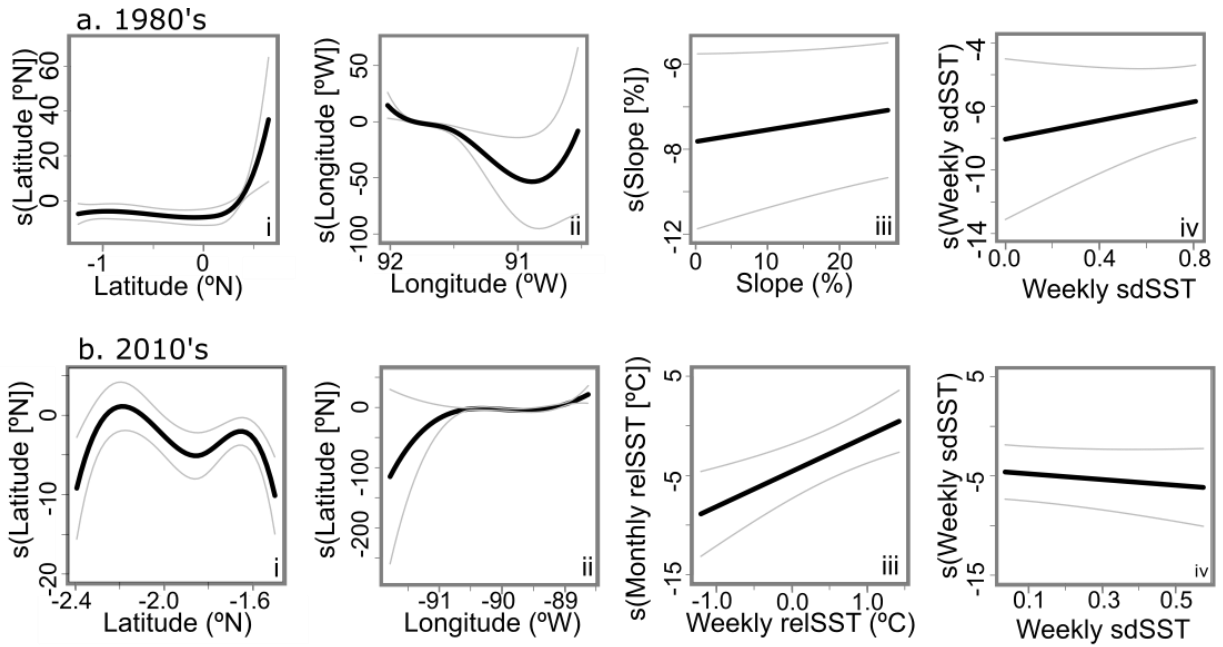 a. 1980's
s(Latitude [ºN])
60
40
20
0
-1
0
i
Latitude (ºN)
s(Longitude [ºW])
50
0
-50
-100
92
91
ii
Longitude (ºW)
s(Slope [%])
-6
-8
-12
0
10
20
iii
Slope (%)
s(Weekly sdSST)
-4
-6
-10
-14
0.0
0.4
0.8
iv
Weekly sdSST
b. 2010's
s(Latitude [ºN])
0
-10
-20
-2.4
-2.0
-1.6
i
Latitude (ºN)
s(Latitude [ºN])
0
-100
-200
-91
-90
-89
ii
Longitude (ºW)
s(Monthly relSST [ºC])
5
-5
-15
-1.0
0.0
1.0
iii
Weekly relSST (ºC)
s(Weekly sdSST)
5
-5
-15
0.1
0.3
0.5
iv
Weekly sdSST